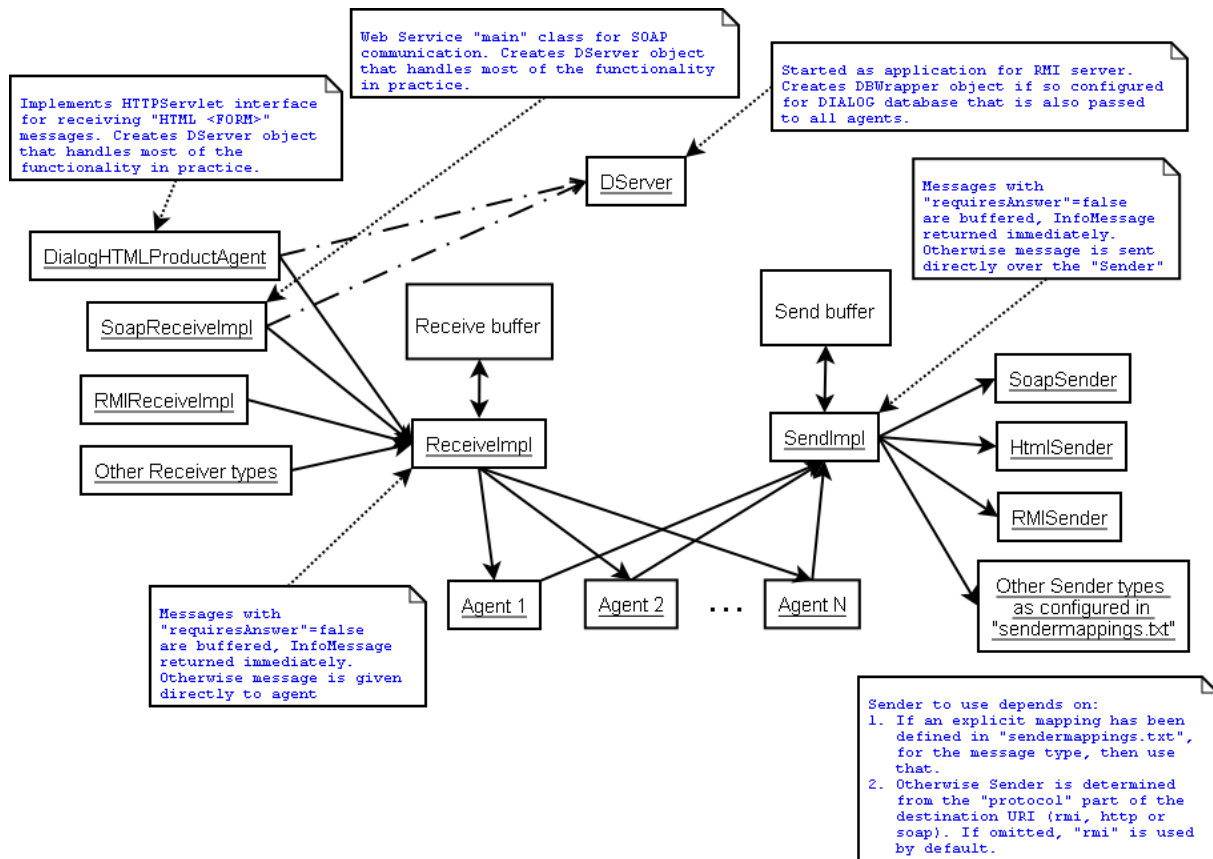 Web Service "main" class for SOAP
communication. Creates DServer object
that handles most of the functionality
in practice.
Started as application for RMI server.
Creates DBWrapper object if so configured
for DIALOG database that is also passed
to all agents.
Implements HTTPServlet interface
for receiving "HTML <FORM>"
messages. Creates DServer object
that handles most of the
functionality in practice.
DServer
Messages with
"requiresAnswer"=false
are buffered, InfoMessage
returned immediately.
Otherwise message is sent
directly over the "Sender"
DialogHTMLProductAgent
SoapReceiveImpl
Receive buffer
Send buffer
SoapSender
RMIReceiveImpl
ReceiveImpl
SendImpl
HtmlSender
Other Receiver types
RMISender
Agent 1
Agent 2
...
Agent N
Other Sender types
as configured in
"sendermappings.txt"
Messages with
"requiresAnswer"=false
are buffered, InfoMessage
returned immediately.
Otherwise message is given
directly to agent
Sender to use depends on:
1. If an explicit mapping has been
defined in "sendermappings.txt",
for the message type, then use
that.
2. Otherwise Sender is determined
from the "protocol" part of the
destination URI (rmi, http or
soap). If omitted, "rmi" is used
by default.